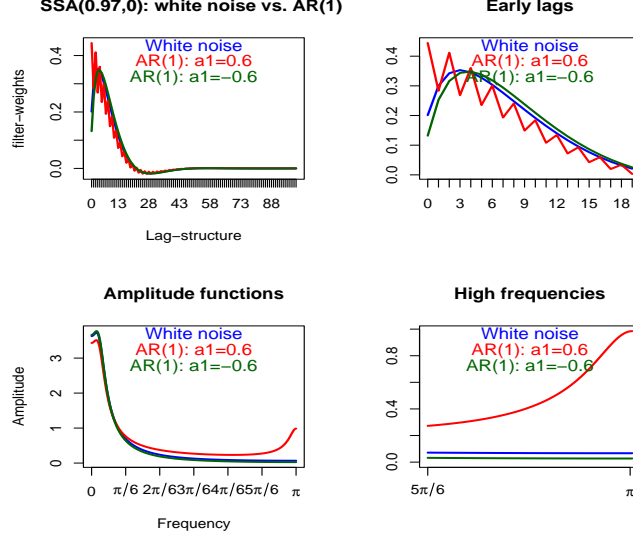 SSA(0.97,0): white noise vs. AR(1)
White noise
AR(1): a1=0.6
AR(1): a1=−0.6
filter−weights
0.4
0.2
0.0
0 13 28 43 58 73 88
Lag−structure
Early lags
White noise
AR(1): a1=0.6
AR(1): a1=−0.6
0.4
0.3
0.2
0.1
0.0
0 3 6 9 12 15 18
Amplitude functions
White noise
AR(1): a1=0.6
AR(1): a1=−0.6
Amplitude
3
2
1
0
0 π/6 2π/6 3π/6 4π/6 5π/6 π
Frequency
High frequencies
White noise
AR(1): a1=0.6
AR(1): a1=−0.6
0.8
0.4
0.0
5π/6 π